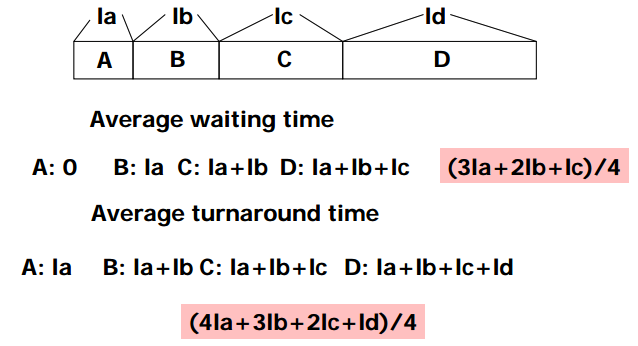 la lb lc ld
A B C D
Average waiting time
A: 0 B: la C: la+lb D: la+lb+lc (3la+2lb+lc)/4
Average turnaround time
A: la B: la+lb C: la+lb+lc D: la+lb+lc+ld
(4la+3lb+2lc+ld)/4